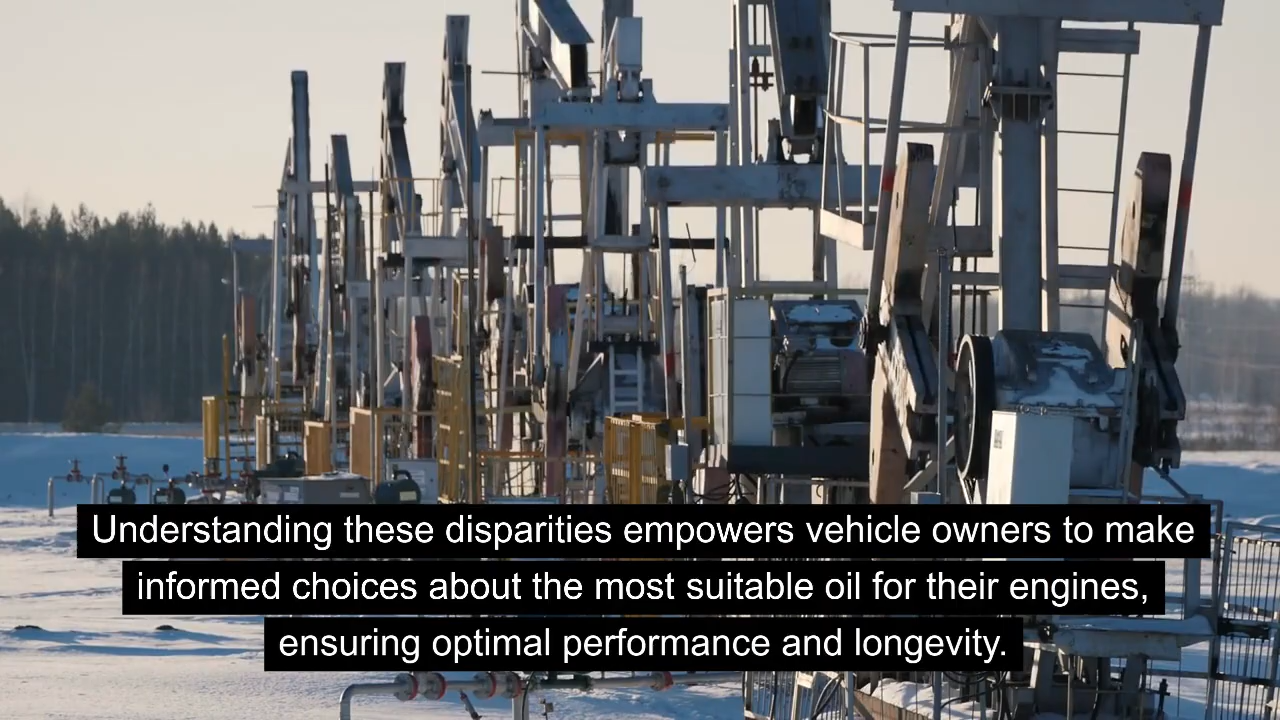 Understanding these disparities empowers vehicle owners to make
informed choices about the most suitable oil for their engines,
ensuring optimal performance and longevity.